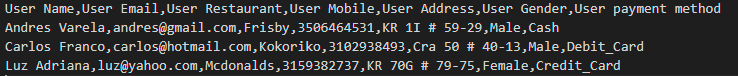 User Name,User Email,User Restaurant,User Mobile,User Address,User Gender,User payment method
Andres Varela,andres@gmail.com,Frisby,3506464531,KR 1I # 59-29,Male,Cash
Carlos Franco,carlos@hotmail.com,Kokoriko,3102938493,Cra 50 # 40-13,Male,Debit_Card
Luz Adriana,luz@yahoo.com,Mcdonalds,3159382737,KR 70G # 79-75,Female,Credit_Card